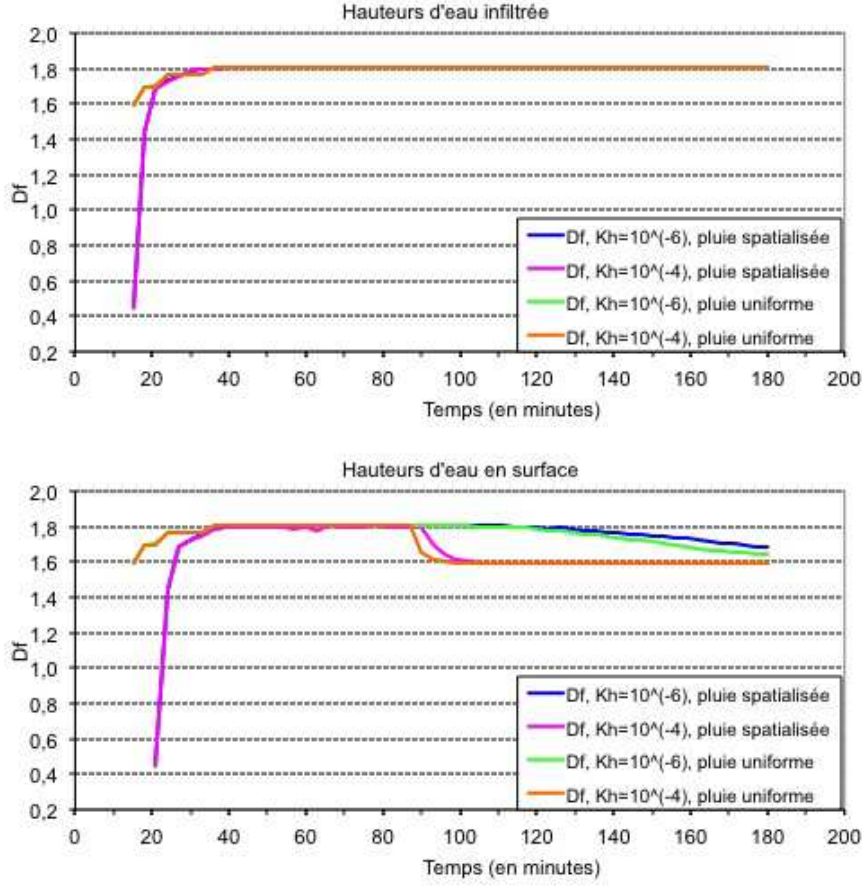 Hauteurs d'eau infiltrée
2,0
1,8
1,6
1,4
1,2
1,0
0,8
0,6
0,4
0,2
Df
Df, Kh=10^(-6), pluie spatialisée
Df, Kh=10^(-4), pluie spatialisée
Df, Kh=10^(-6), pluie uniforme
Df, Kh=10^(-4), pluie uniforme
0 20 40 60 80 100 120 140 160 180 200
Temps (en minutes)
Hauteurs d'eau en surface
2,0
1,8
1,6
1,4
1,2
1,0
0,8
0,6
0,4
0,2
Df
Df, Kh=10^(-6), pluie spatialisée
Df, Kh=10^(-4), pluie spatialisée
Df, Kh=10^(-6), pluie uniforme
Df, Kh=10^(-4), pluie uniforme
0 20 40 60 80 100 120 140 160 180 200
Temps (en minutes)